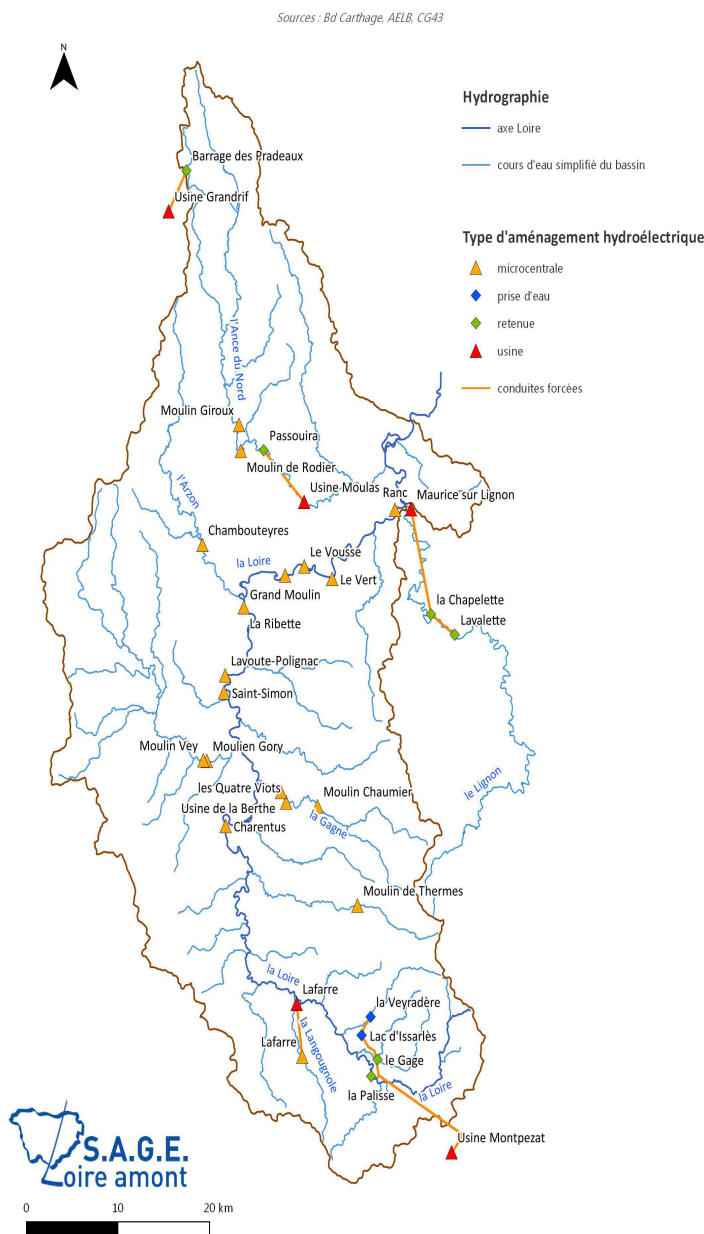 Sources : Bd Carthage, AELB, CG43
N
Hydrographie
axe Loire
cours d'eau simplifié du bassin
Barrage des Pradeaux
Usine Grandrif
Type d'aménagement hydroélectrique
microcentrale
prise d'eau
retenue
usine
conduites forcées
l'Ance du Nord
Moulin Giroux
Passouira
Moulin de Rodier
l'Arzon
Usine Moulas
Ranc
Maurice sur Lignon
Chambouteyres
Le Vousse
la Loire
Le Vert
Grand Moulin
la Chapelette
La Ribette
Lavalette
Lavoute-Polignac
Saint-Simon
Moulin Vey
Moulien Gory
le Lignon
les Quatre Viots
Moulin Chaumier
Usine de la Berthe
la Gagne
Charentus
Moulin de Thermes
la Loire
Lafarre
la Veyradère
la Langougnole
Lac d'Issarlès
Lafarre
le Gage
la Palisse
la Loire
Usine Montpezat
S.A.G.E.
Loire amont
0 10 20 km